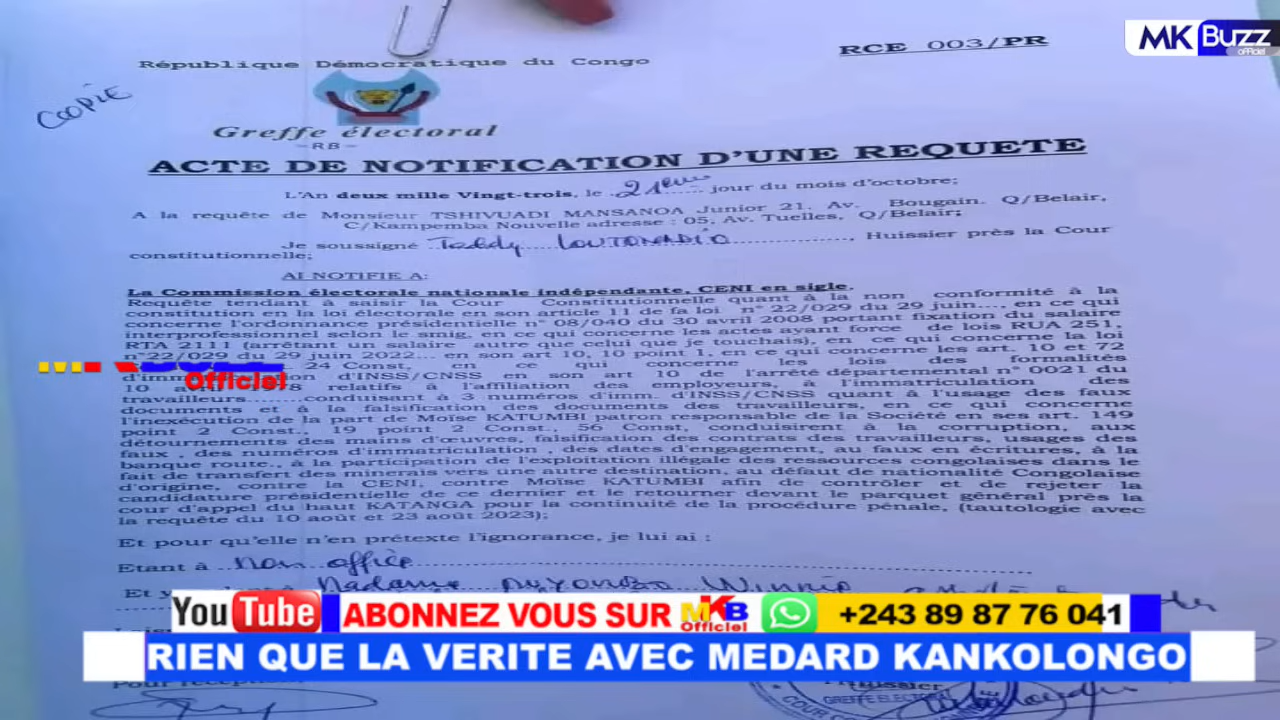 MK Buzz
officiel
RCE 003/PR
République Démocratique du Congo
COOPIE
Greffe électoral
-RB-
ACTE DE NOTIFICATION D'UNE REQUETE
L'An deux mille Vingt-trois, le 21ème jour du mois d'octobre;
A la requête de Monsieur TSHIVUADI MANSANOA Junior 21, Av. Bougain. Q/Belair,
C/Kampemba Nouvelle adresse : 05, Av. Tuelles, Q/Belair;
Je soussigné Teddy, Huissier près la Cour
constitutionnelle;
AI NOTIFIE A:
La Commission électorale nationale indépendante, CENI en sigle.
Requête tendant à saisir la Cour Constitutionnelle quant à la non conformité à la
constitution en la loi électorale en son article 11 de fa loi n° 22/029 du 29 juin.... en ce qui
concerne l'ordonnance présidentielle n° 08/040 du 30 avril 2008 portant fixation du salaire
interprofessionnel selon le smig, en ce qui concerne les actes ayant force de lois RUA 251,
RTA 2111 (arrêtant un salaire autre que celui que je touchais), en ce qui concerne la loi
n°22/029 du 29 juin 2022... en son art 10, 10 point 1, en ce qui concerne les art. 10 et 72
24 Const, en ce qui concerne les lois des formalités
d'imm d'INSS/CNSS en son art 10 de l'arrêté départemental n° 0021 du
10 relatifs à l'affiliation des employeurs, à l'immatriculation des
travailleurs........conduisant à 3 numéros d'imm. d'INSS/CNSS quant à l'usage des faux
documents et à la falsification des documents des travailleurs, en ce qui concerne
l'inexécution de la part de Moïse KATUMBI patron responsable de la Société en ses art. 149
point 2 Const., 19 point 2 Const., 56 Const, conduisirent à la corruption, aux
détournements des mains d'œuvres, falsification des contrats des travailleurs, usages des
faux , des numéros d'immatriculation , des dates d'engagement, au faux en écritures, à la
banque route., à la participation de l'exploitation illégale des ressources congolaises dans le
fait de transfert des minerais vers une autre destination, au défaut de nationalité Congolaise
d'origine, contre la CENI, contre Moïse KATUMBI afin de contrôler et de rejeter la
candidature présidentielle de ce dernier et le retourner devant le parquet général près la
cour d'appel du haut KATANGA pour la continuité de la procédure pénale, (tautologie avec
la requête du 10 août et 23 août 2023);
Officiel
Et pour qu'elle n'en prétexte l'ignorance, je lui ai :
Etant à mon office
Et y Madame
You Tube ABONNEZ VOUS SUR MKB Officiel +243 89 87 76 041
RIEN QUE LA VERITE AVEC MEDARD KANKOLONGO
Pour réception
Huissier
GREFFE ELECTORAL